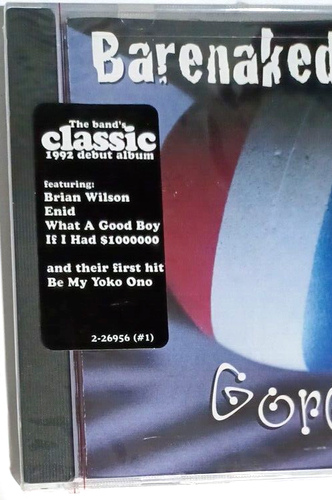 Barenaked
The band's
classic
1992 debut album
featuring:
Brian Wilson
Enid
What A Good Boy
If I Had $1000000
and their first hit
Be My Yoko Ono
2-26956 (#1)
Gor